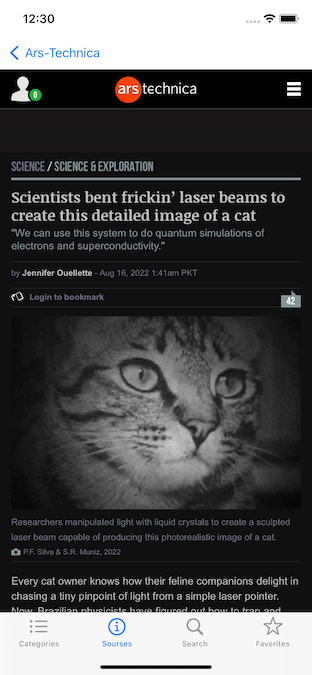 12:30
Ars-Technica
0
ars technica
SCIENCE / SCIENCE & EXPLORATION
Scientists bent frickin’ laser beams to
create this detailed image of a cat
"We can use this system to do quantum simulations of
electrons and superconductivity."
by Jennifer Ouellette - Aug 16, 2022 1:41am PKT
Login to bookmark
42
Researchers manipulated light with liquid crystals to create a sculpted
laser beam capable of producing this photorealistic image of a cat.
P.F. Silva & S.R. Muniz, 2022
Every cat owner knows how their feline companions delight in
chasing a tiny pinpoint of light from a simple laser pointer.
Now, Brazilian physicists have figured out how to trap and
Categories
Sourses
Search
Favorites